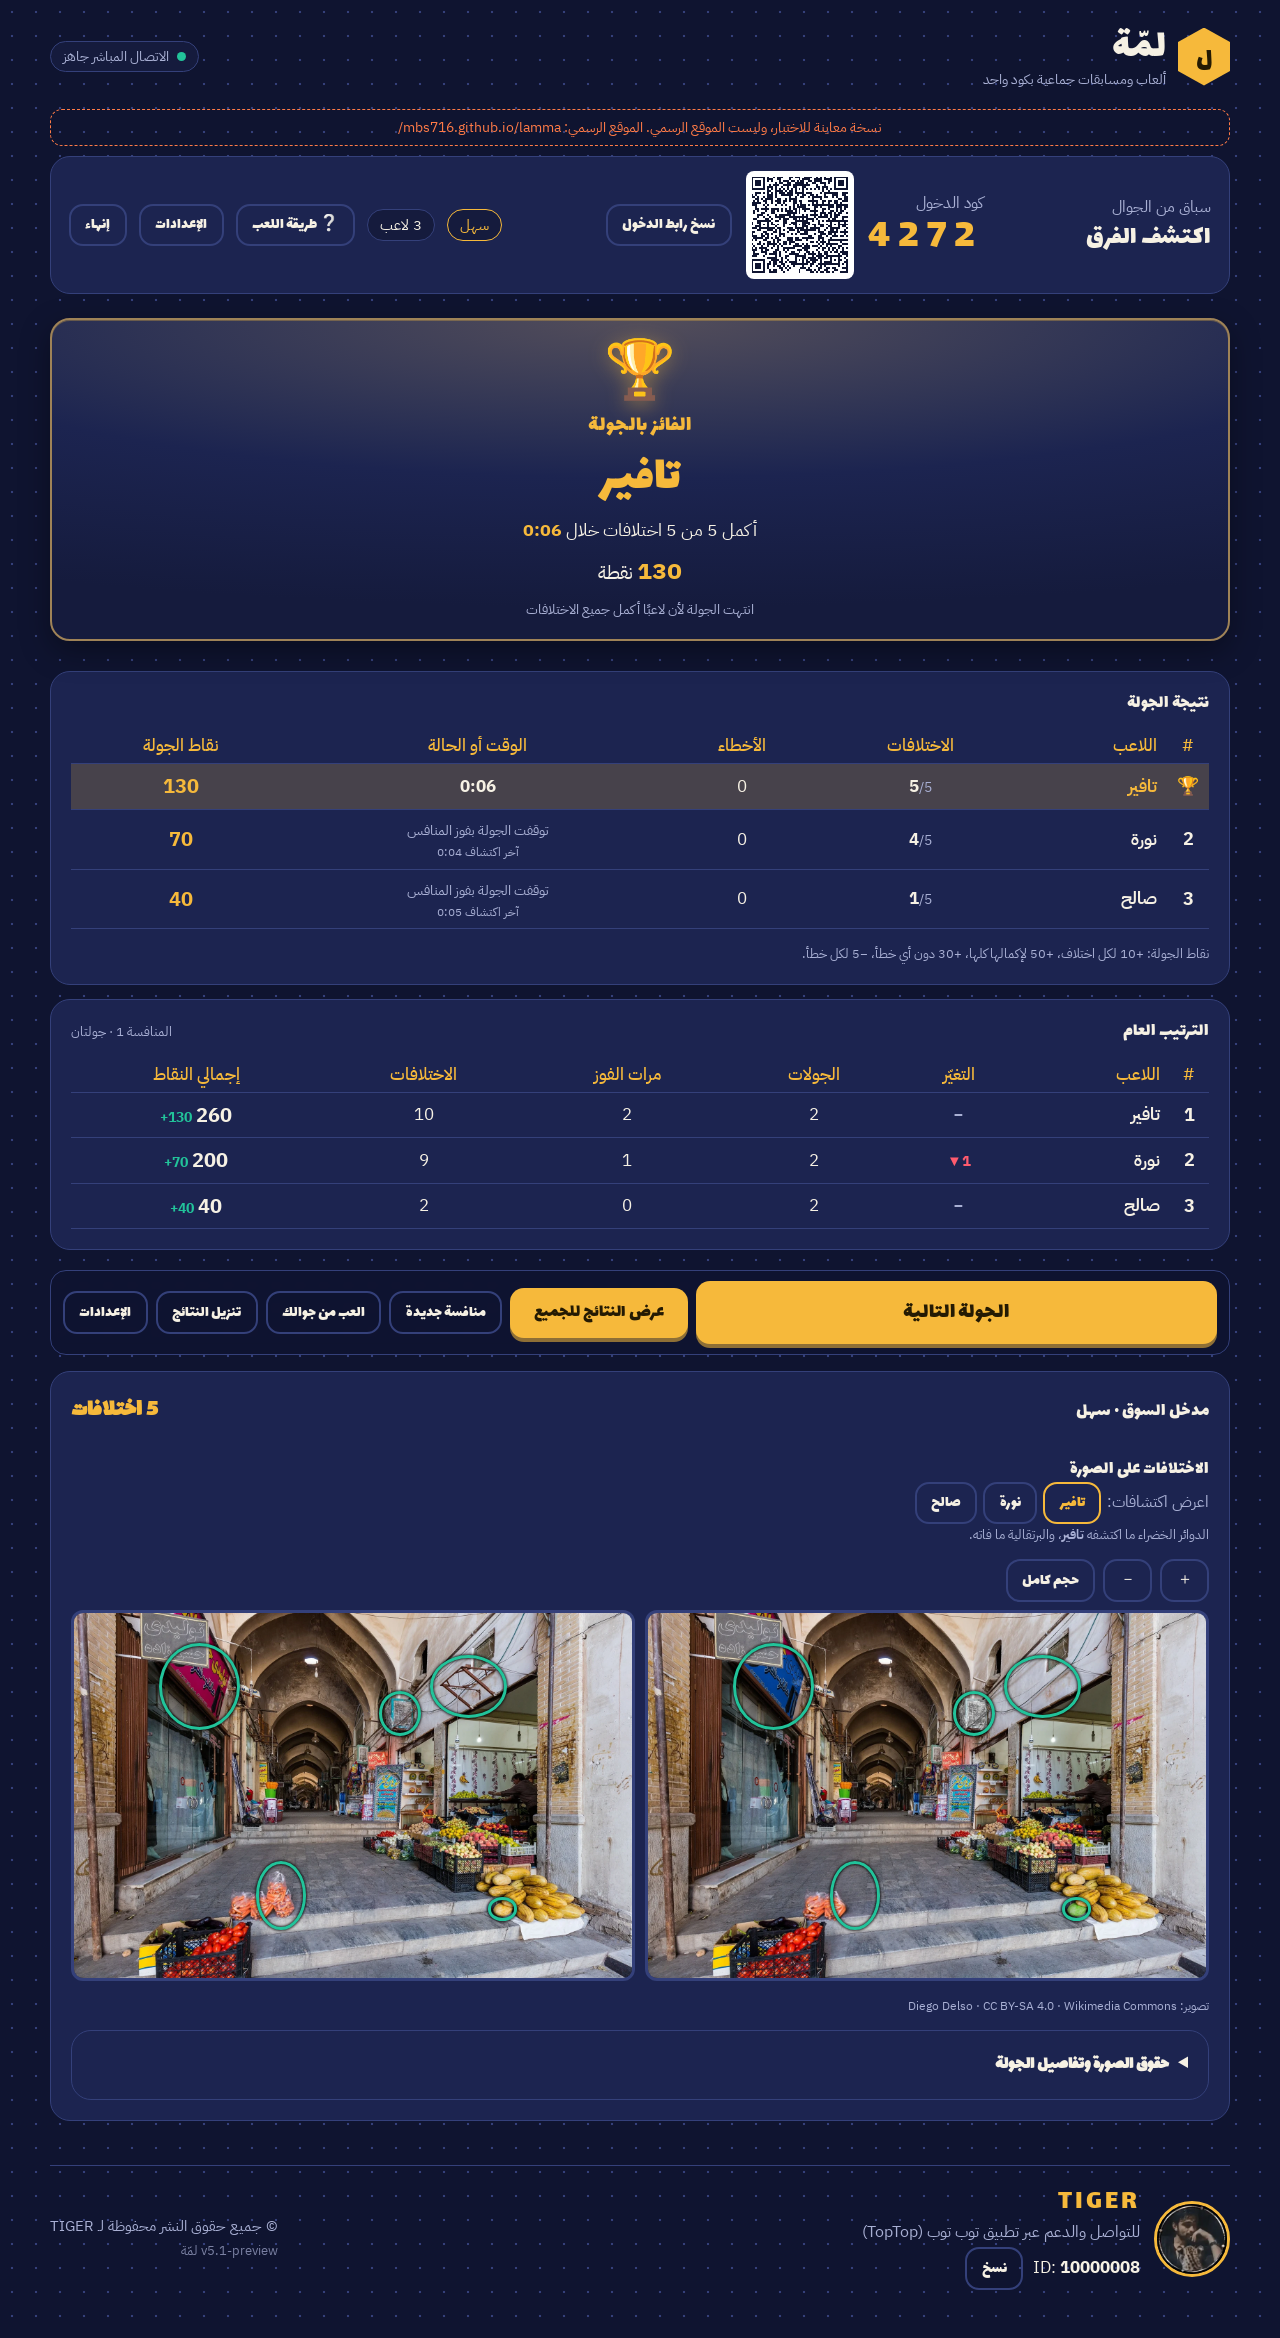 ل
لمّة
ألعاب ومسابقات جماعية بكود واحد
الاتصال المباشر جاهز
نسخة معاينة للاختبار، وليست الموقع الرسمي. الموقع الرسمي: mbs716.github.io/lamma/
سباق من الجوال
اكتشف الفرق
كود الدخول
4272
نسخ رابط الدخول
سهل
3 لاعب
❔ طريقة اللعب
الإعدادات
إنهاء
🏆
الفائز بالجولة
تافير
أكمل 5 من 5 اختلافات خلال 0:06
130 نقطة
انتهت الجولة لأن لاعبًا أكمل جميع الاختلافات
نتيجة الجولة
# اللاعب الاختلافات الأخطاء الوقت أو الحالة نقاط الجولة
🏆 تافير 5/5 0 0:06 130
2 نورة 4/5 0 توقفت الجولة بفوز المنافس 70
آخر اكتشاف 0:04
3 صالح 1/5 0 توقفت الجولة بفوز المنافس 40
آخر اكتشاف 0:05
نقاط الجولة: +10 لكل اختلاف، +50 لإكمالها كلها، +30 دون أي خطأ، −5 لكل خطأ.
الترتيب العام
المنافسة 1 · جولتان
# اللاعب التغيّر الجولات مرات الفوز الاختلافات إجمالي النقاط
1 تافير – 2 2 10 260 +130
2 نورة ▼1 2 1 9 200 +70
3 صالح – 2 0 2 40 +40
الجولة التالية
عرض النتائج للجميع
منافسة جديدة
العب من جوالك
تنزيل النتائج
الإعدادات
مدخل السوق · سهل
5 اختلافات
الاختلافات على الصورة
اعرض اكتشافات: تافير نورة صالح
الدوائر الخضراء ما اكتشفه تافير، والبرتقالية ما فاته.
+ − حجم كامل
توليدی
توليدی
تصوير: Diego Delso · CC BY-SA 4.0 · Wikimedia Commons
◀ حقوق الصورة وتفاصيل الجولة
TIGER
للتواصل والدعم عبر تطبيق توب توب (TopTop)
ID: 10000008 نسخ
© جميع حقوق النشر محفوظة لـ TIGER
لمّة v5.1-preview